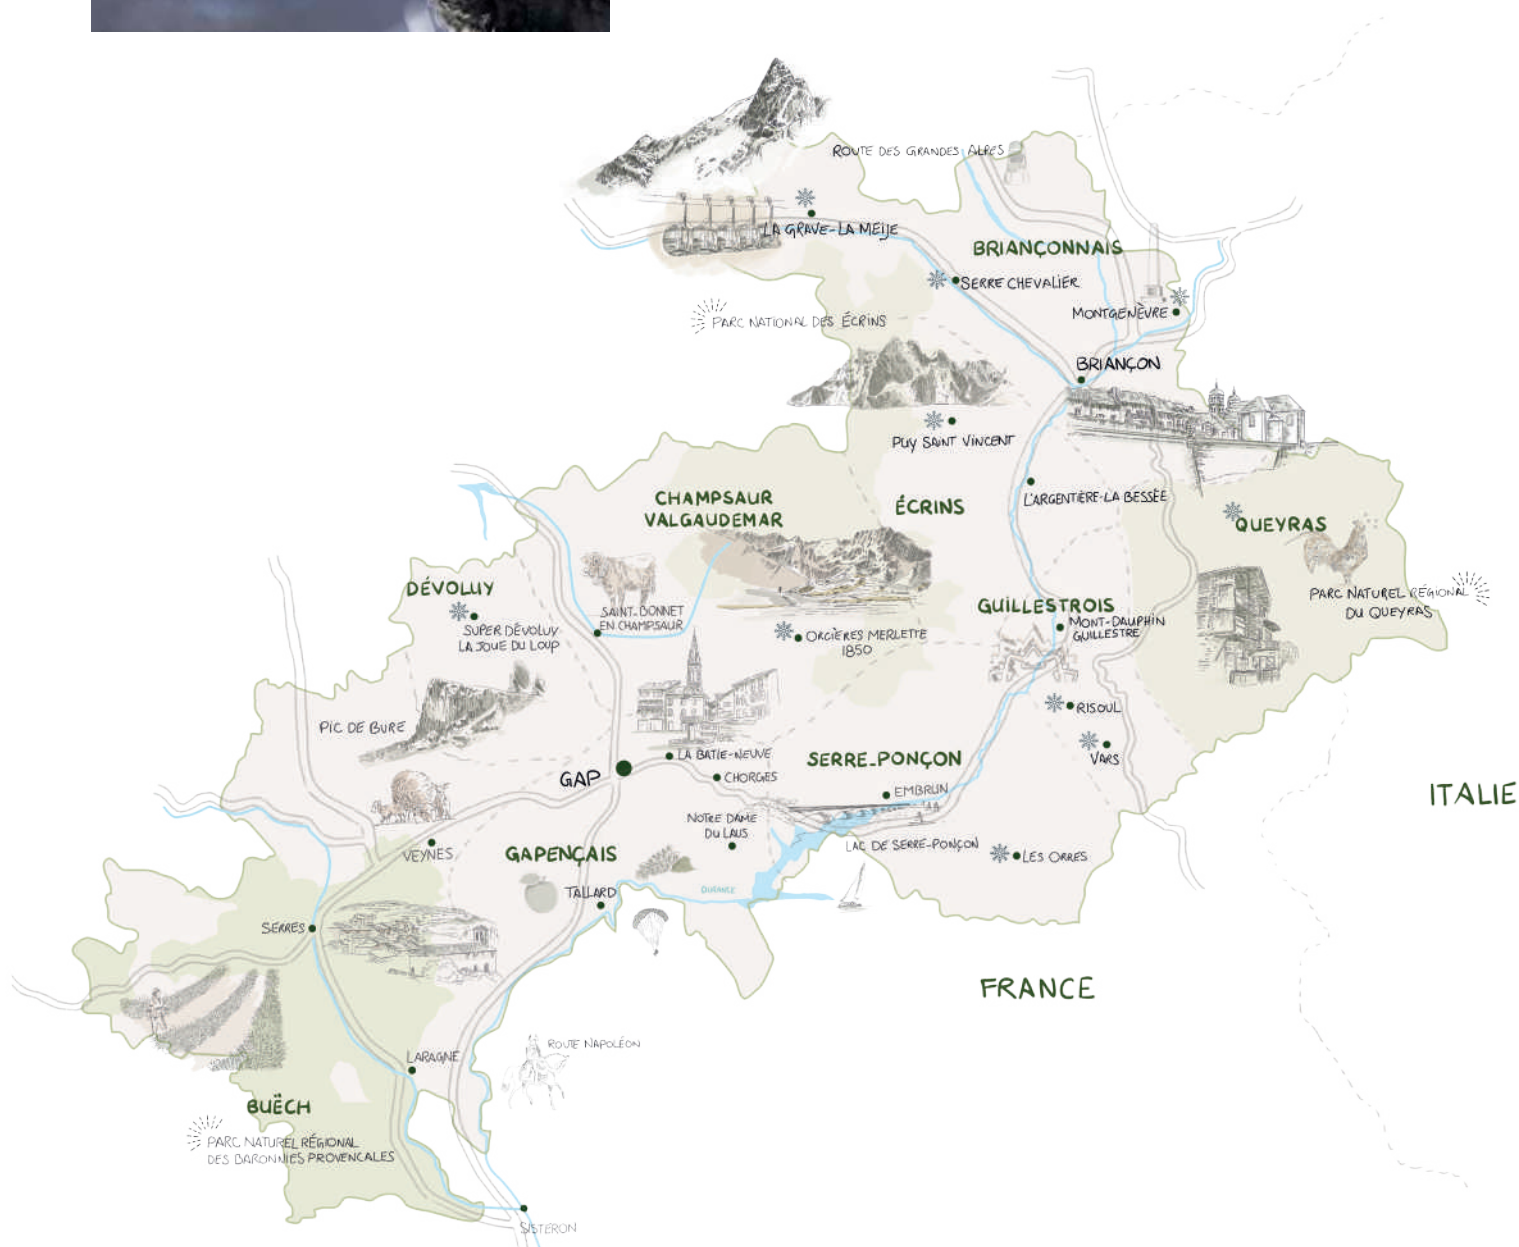 ROUTE DES GRANDES ALPES
LA GRAVE-LA MEIJE
BRIANÇONNAIS
SERRE CHEVALIER
MONTGENÈVRE
PARC NATIONAL DES ÉCRINS
BRIANÇON
PUY SAINT VINCENT
L'ARGENTIÈRE-LA BESSÉE
CHAMPSAUR
VALGAUDEMAR
ÉCRINS
QUEYRAS
DÉVOLUY
SUPER DÉVOLUY
LA JOUE DU LOUP
SAINT-BONNET
EN CHAMPSAUR
ORCIÈRES MERLETTE
1850
GUILLESTROIS
MONT-DAUPHIN
GUILLESTRE
PARC NATUREL RÉGIONAL
DU QUEYRAS
RISOUL
VARS
PIC DE BURE
GAP
LA BATIE-NEUVE
CHORGES
SERRE-PONÇON
EMBRUN
NOTRE DAME
DU LAUS
LAC DE SERRE-PONÇON
LES ORRES
ITALIE
VEYNES
GAPENÇAIS
TALLARD
DURANCE
SERRES
FRANCE
ROUTE NAPOLÉON
LARAGNE
BUËCH
PARC NATUREL RÉGIONAL
DES BARONNIES PROVENCALES
SISTERON